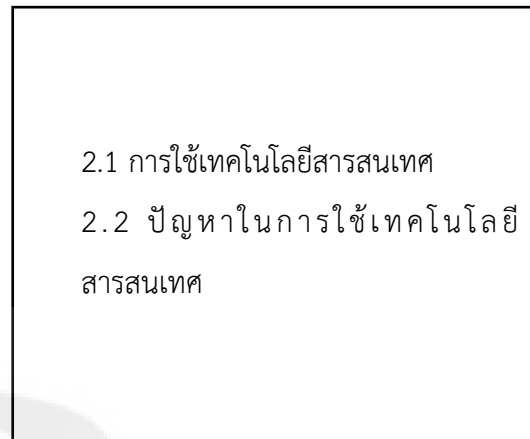 2.1 การใช้เทคโนโลยีสารสนเทศ
2.2 ปัญหาในการใช้เทคโนโลยี
สารสนเทศ